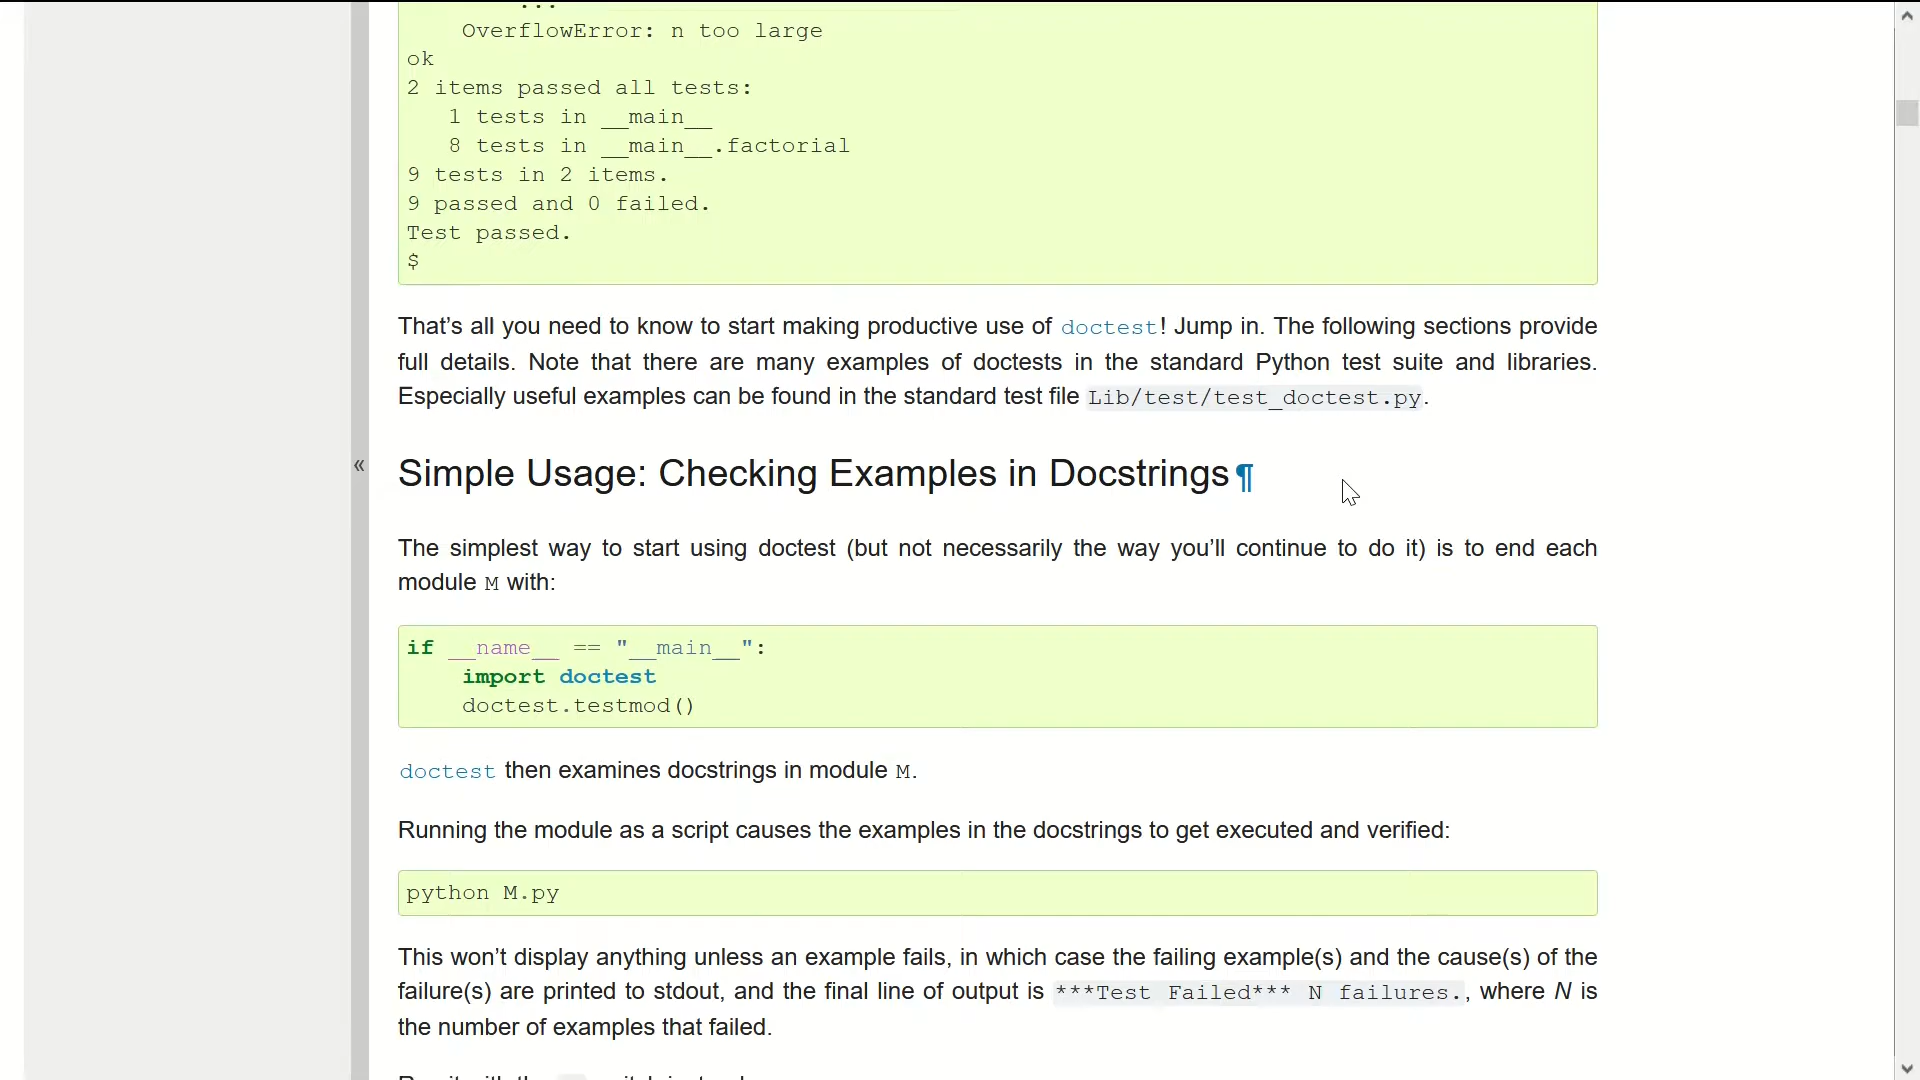 ...
OverflowError: n too large
ok
2 items passed all tests:
1 tests in __main__
8 tests in __main__.factorial
9 tests in 2 items.
9 passed and 0 failed.
Test passed.
$
That’s all you need to know to start making productive use of doctest! Jump in. The following sections provide
full details. Note that there are many examples of doctests in the standard Python test suite and libraries.
Especially useful examples can be found in the standard test file Lib/test/test_doctest.py.
«
Simple Usage: Checking Examples in Docstrings¶
The simplest way to start using doctest (but not necessarily the way you’ll continue to do it) is to end each
module M with:
if __name__ == "__main__":
import doctest
doctest.testmod()
doctest then examines docstrings in module M.
Running the module as a script causes the examples in the docstrings to get executed and verified:
python M.py
This won’t display anything unless an example fails, in which case the failing example(s) and the cause(s) of the
failure(s) are printed to stdout, and the final line of output is ***Test Failed*** N failures., where N is
the number of examples that failed.